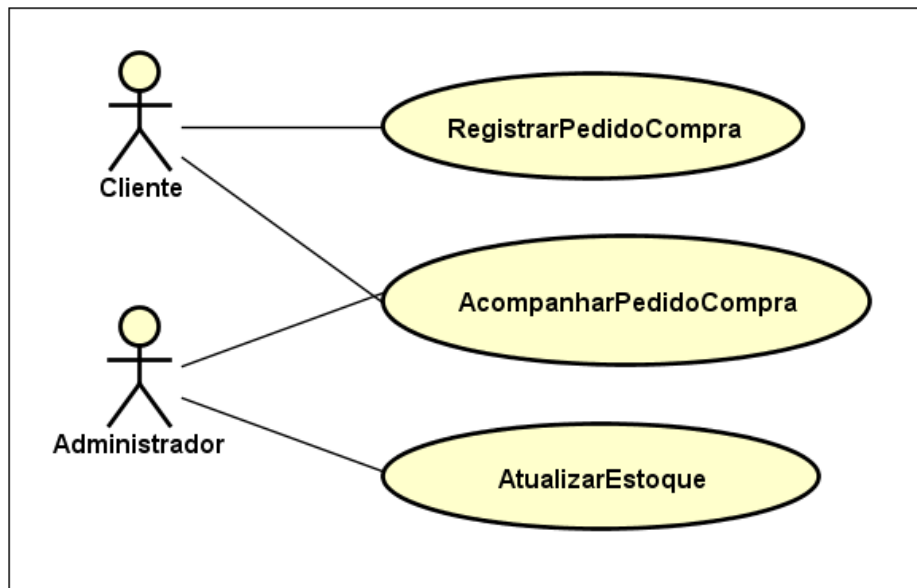 RegistrarPedidoCompra
Cliente
AcompanharPedidoCompra
Administrador
AtualizarEstoque